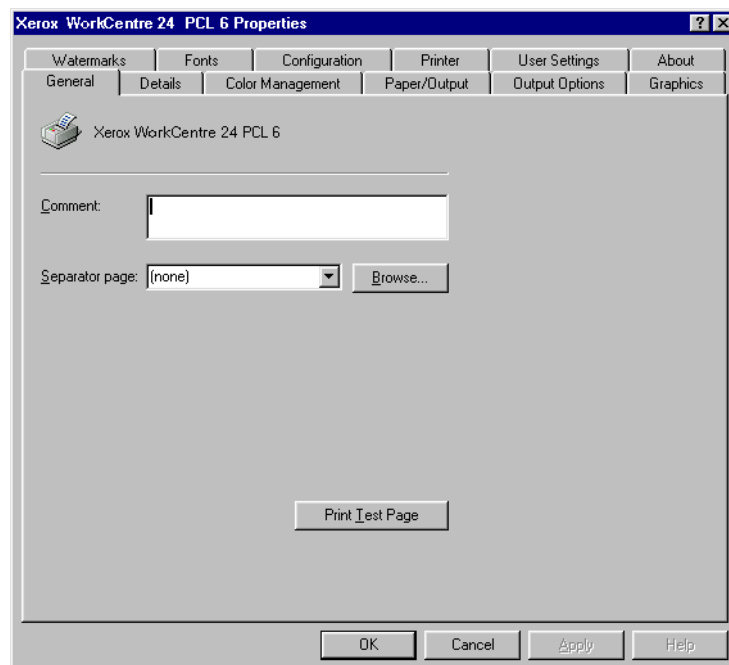 Xerox WorkCentre 24 PCL 6 Properties
Watermarks Fonts Configuration Printer User Settings About
General Details Color Management Paper/Output Output Options Graphics
Xerox WorkCentre 24 PCL 6
Comment:
Separator page: (none) Browse...
Print Test Page
OK Cancel Apply Help